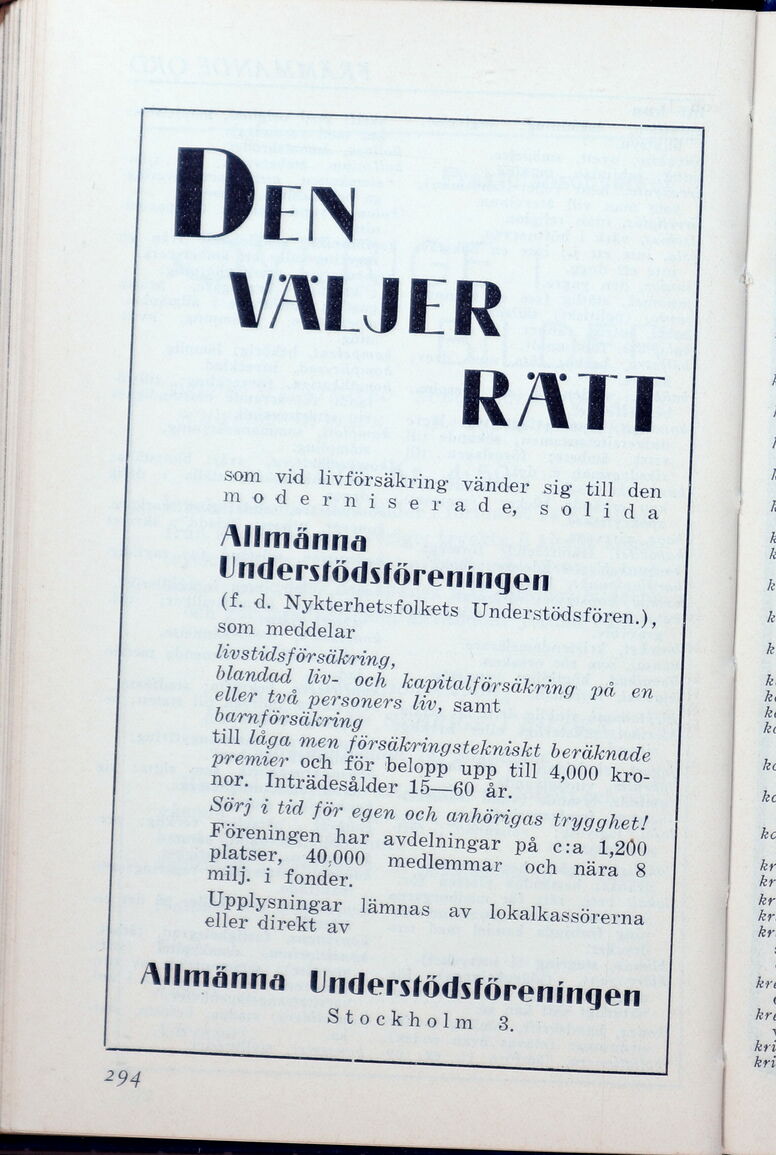 DEN
VÄLJER
RÄTT
som vid livförsäkring vänder sig till den
moderniserade, solida
Allmänna
Understödsföreningen
(f. d. Nykterhetsfolkets Understödsfören.),
som meddelar
livstidsförsäkring,
blandad liv- och kapitalförsäkring på en
eller två personers liv, samt
barnförsäkring
till låga men försäkringstekniskt beräknade
premier och för belopp upp till 4,000 kro-
nor. Inträdesålder 15—60 år.
Sörj i tid för egen och anhörigas trygghet!
Föreningen har avdelningar på c:a 1,200
platser, 40,000 medlemmar och nära 8
milj. i fonder.
Upplysningar lämnas av lokalkassörerna
eller direkt av
Allmänna Understödsföreningen
Stockholm 3.
294